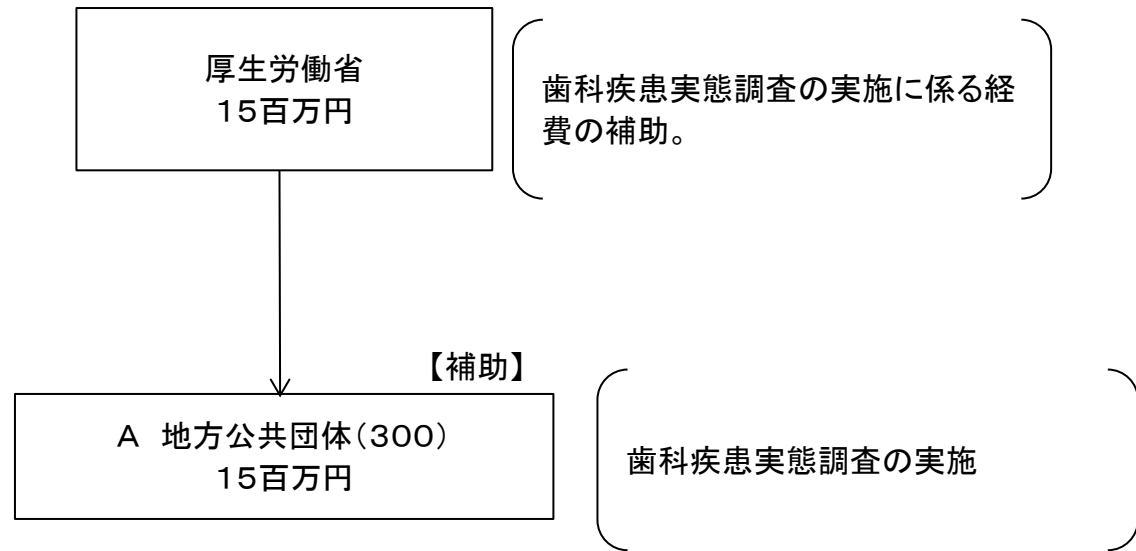 厚生労働省
15百万円
歯科疾患実態調査の実施に係る経
費の補助。
【補助】
A 地方公共団体(300)
15百万円
歯科疾患実態調査の実施